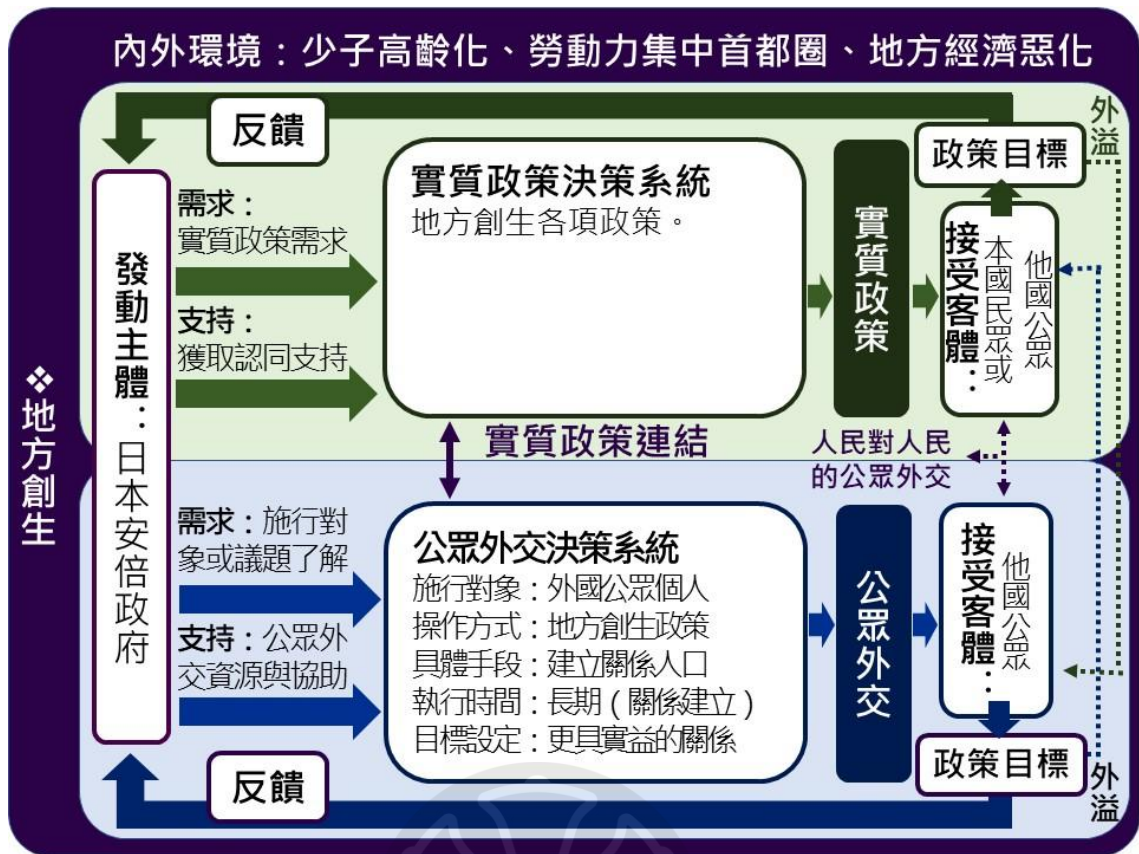 內外環境：少子高齡化、勞動力集中首都圈、地方經濟惡化
❖地方創生
發動主體：日本安倍政府
反饋
需求：
實質政策需求
支持：
獲取認同支持
實質政策決策系統
地方創生各項政策。
實質政策
接受客體：
本國民眾或
他國公眾
政策目標
外溢
實質政策連結
人民對人民
的公眾外交
需求：施行對
象或議題了解
支持：公眾外
交資源與協助
公眾外交決策系統
施行對象：外國公眾個人
操作方式：地方創生政策
具體手段：建立關係人口
執行時間：長期（關係建立）
目標設定：更具實益的關係
公眾外交
接受客體：
他國公眾
政策目標
外溢
反饋